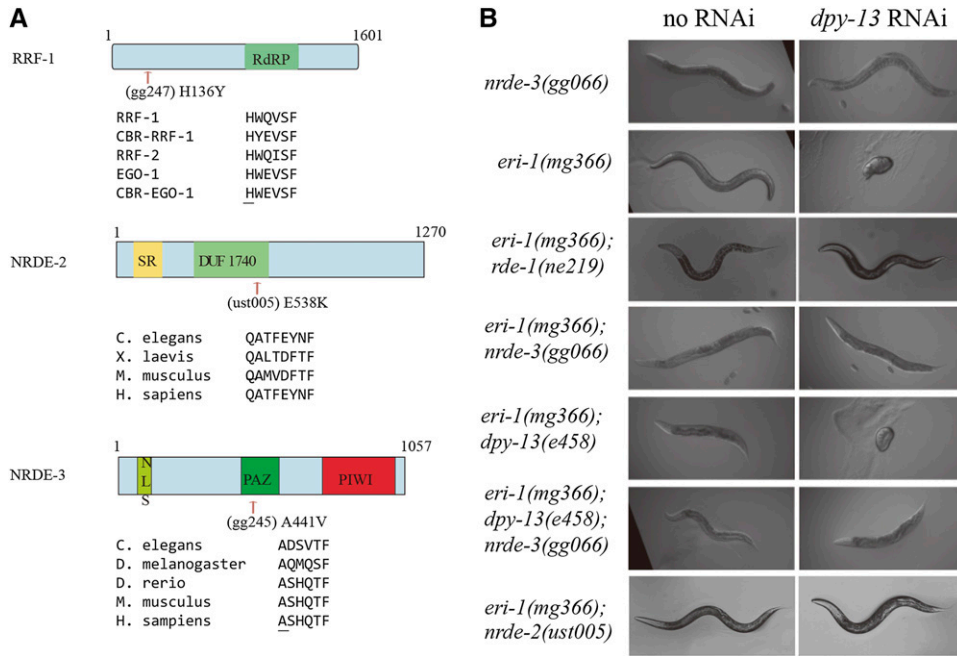 A
1 1601
RRF-1
RdRP
(gg247) H136Y
RRF-1 HWQVSF
CBR-RRF-1 HYEVSF
RRF-2 HWQISF
EGO-1 HWEVSF
CBR-EGO-1 HWEVSF
1 1270
NRDE-2
SR
DUF 1740
(ust005) E538K
C. elegans QATFEYNF
X. laevis QALTDFTF
M. musculus QAMVDFTF
H. sapiens QATFEYNF
1 1057
NRDE-3
N
L
S
PAZ
PIWI
(gg245) A441V
C. elegans ADSVTF
D. melanogaster AQMQSF
D. rerio ASHQTF
M. musculus ASHQTF
H. sampiens ASHQTF
B
no RNAi dpy-13 RNAi
nrde-3(gg066)
eri-1(mg366)
eri-1(mg366);
rde-1(ne219)
eri-1(mg366);
nrde-3(gg066)
eri-1(mg366);
dpy-13(e458)
eri-1(mg366);
dpy-13(e458);
nrde-3(gg066)
eri-1(mg366);
nrde-2(ust005)